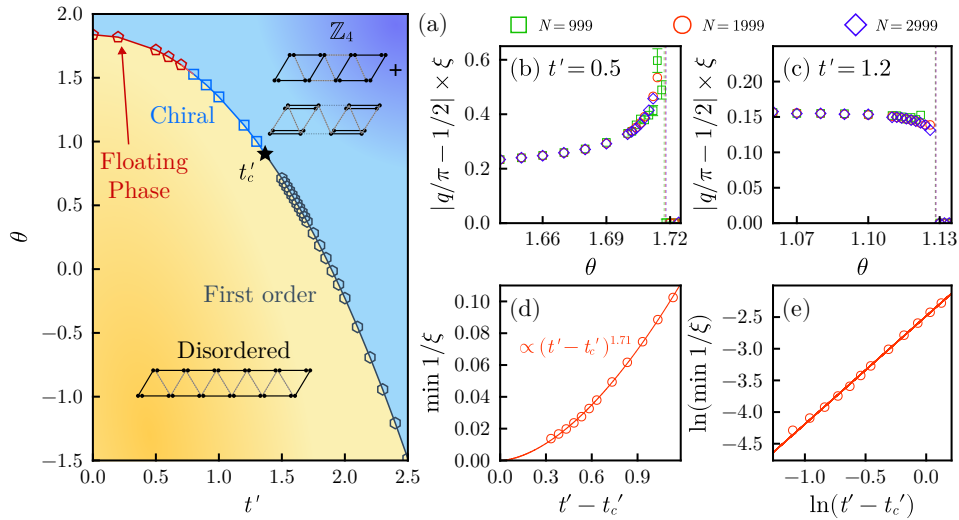 (a)
ℤ₄
+
Chiral
Floating
Phase
t′c
First order
Disordered
θ
2.0
1.5
1.0
0.5
0.0
−0.5
−1.0
−1.5
0.0 0.5 1.0 1.5 2.0 2.5
t′
N = 999 N = 1999 N = 2999
(b) t′ = 0.5
|q/π − 1/2| × ξ
0.6
0.4
0.2
0.0
1.66 1.69 1.72
θ
(c) t′ = 1.2
|q/π − 1/2| × ξ
0.25
0.20
0.15
0.10
0.05
0.00
1.07 1.10 1.13
θ
(d)
∝ (t′ − t′c)^1.71
min 1/ξ
0.10
0.08
0.06
0.04
0.02
0.00
0.0 0.3 0.6 0.9
t′ − tc′
(e)
ln(min 1/ξ)
−2.5
−3.0
−3.5
−4.0
−4.5
−1.0 −0.5 0.0
ln(t′ − tc′)